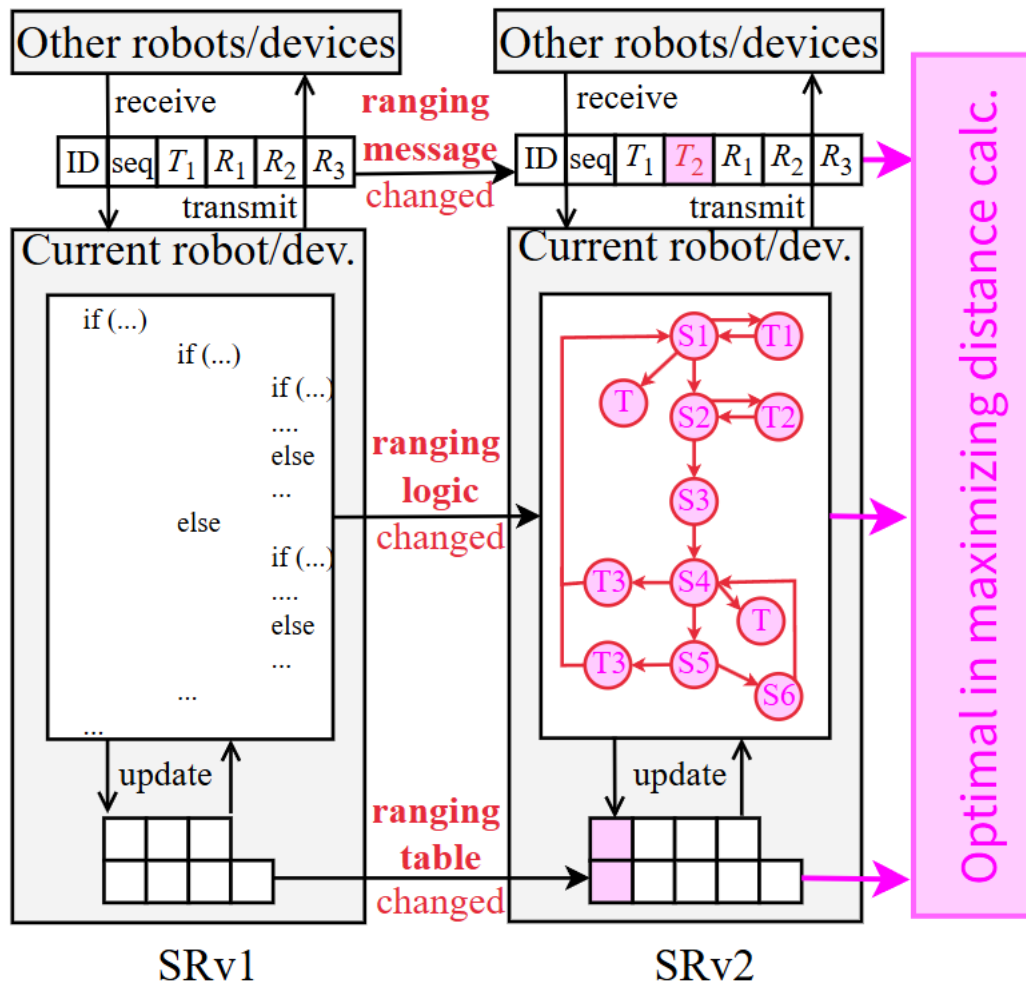 Other robots/devices
receive
ID seq T1 R1 R2 R3
transmit
Current robot/dev.
if (...)
if (...)
if (...)
....
else
...
else
if (...)
....
else
...
...
...
update
SRv1
ranging
message
changed
ranging
logic
changed
ranging
table
changed
Other robots/devices
receive
ID seq T1 T2 R1 R2 R3
transmit
Current robot/dev.
S1 T1
T S2 T2
S3
T3 S4
T
T3 S5
S6
update
SRv2
Optimal in maximizing distance calc.